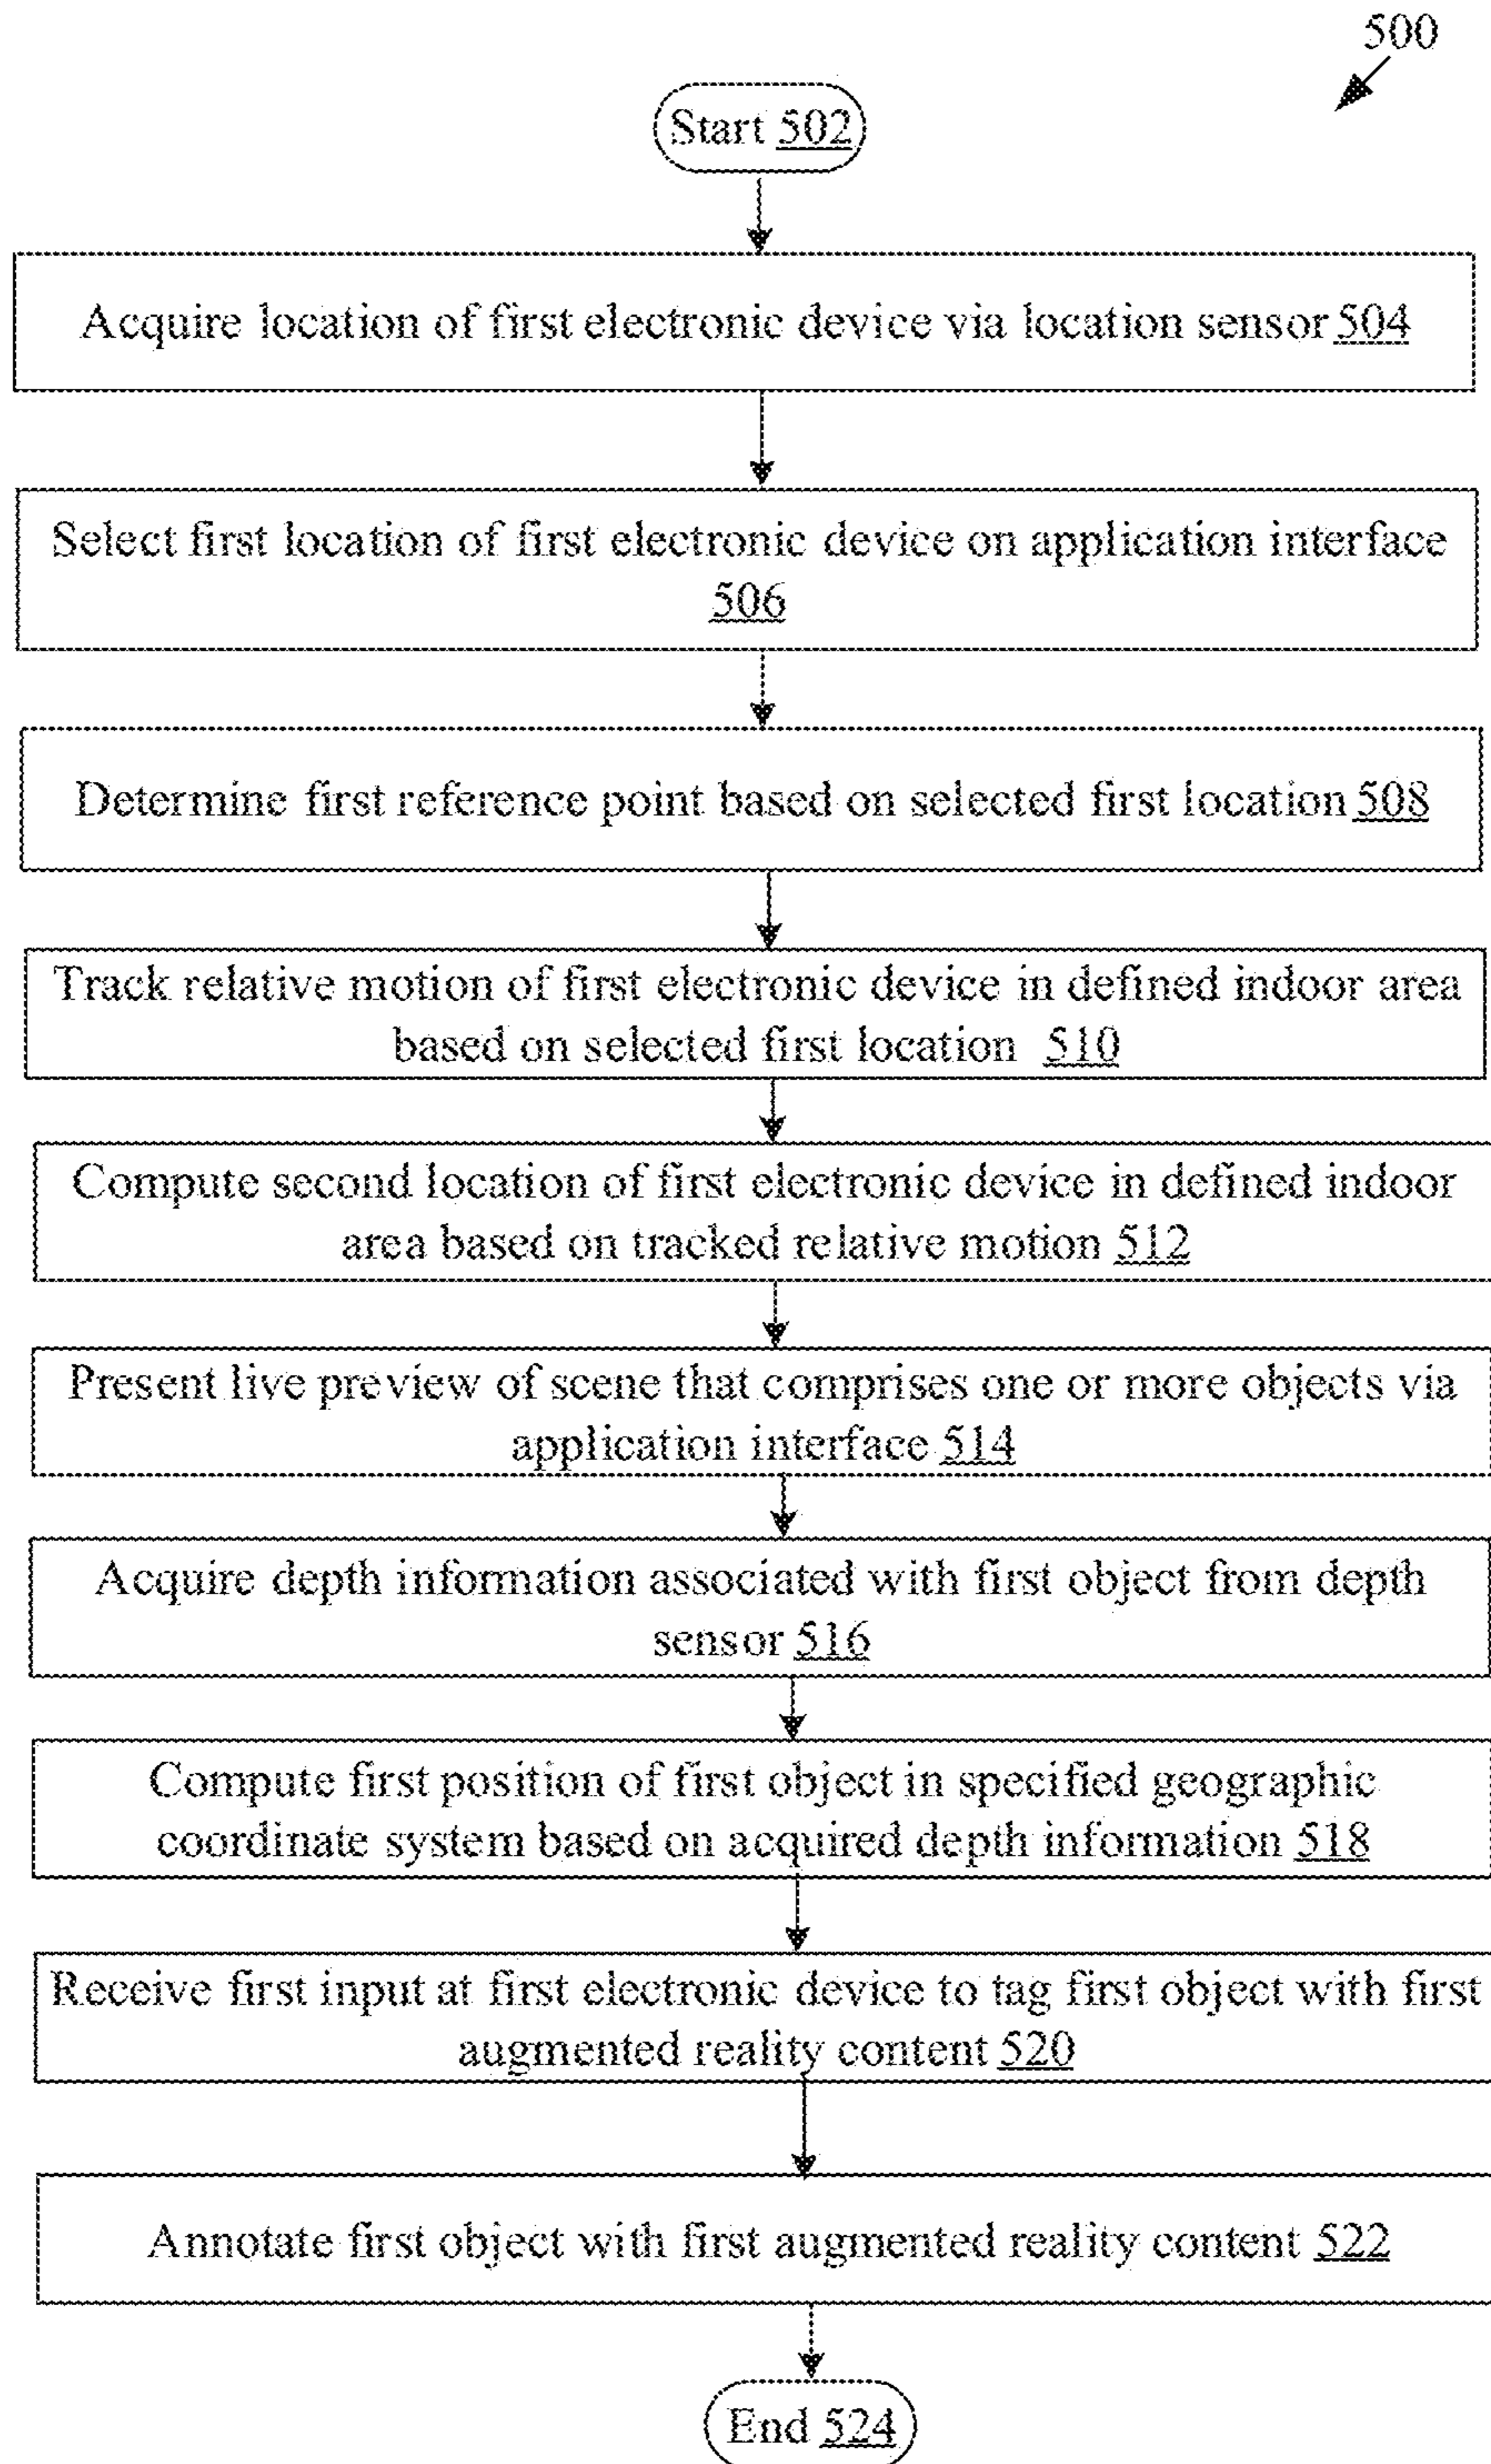 500
Start 502
Acquire location of first electronic device via location sensor 504
Select first location of first electronic device on application interface
506
Determine first reference point based on selected first location 508
Track relative motion of first electronic device in defined indoor area
based on selected first location 510
Compute second location of first electronic device in defined indoor
area based on tracked relative motion 512
Present live preview of scene that comprises one or more objects via
application interface 514
Acquire depth information associated with first object from depth
sensor 516
Compute first position of first object in specified geographic
coordinate system based on acquired depth information 518
Receive first input at first electronic device to tag first object with first
augmented reality content 520
Annotate first object with first augmented reality content 522
End 524